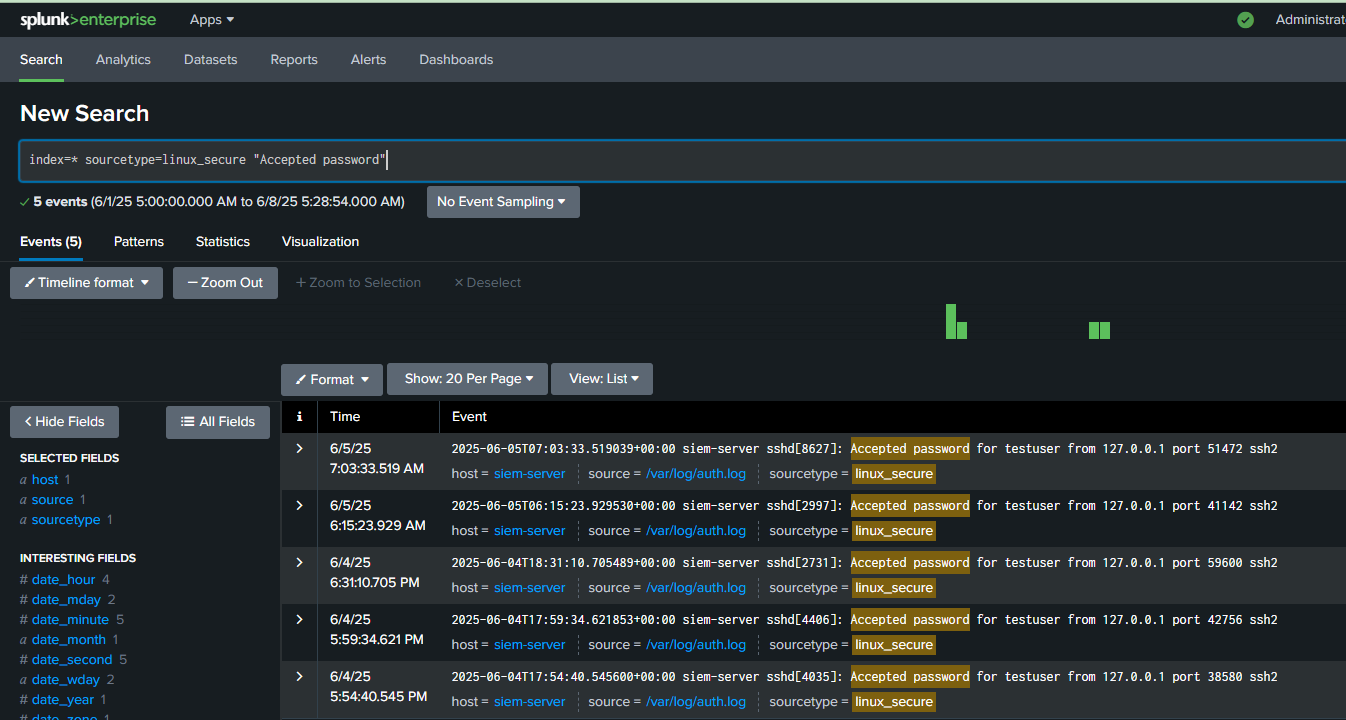 splunk>enterprise Apps ▾ Administrat
Search Analytics Datasets Reports Alerts Dashboards
New Search
index=* sourcetype=linux_secure "Accepted password"
✓ 5 events (6/1/25 5:00:00.000 AM to 6/8/25 5:28:54.000 AM) No Event Sampling ▾
Events (5) Patterns Statistics Visualization
Timeline format ▾ — Zoom Out + Zoom to Selection × Deselect
Format ▾ Show: 20 Per Page ▾ View: List ▾
< Hide Fields All Fields
i Time Event
SELECTED FIELDS
a host 1
a source 1
a sourcetype 1
INTERESTING FIELDS
# date_hour 4
# date_mday 2
# date_minute 5
a date_month 1
# date_second 5
a date_wday 2
# date_year 1
# date_zone 1
> 6/5/25 2025-06-05T07:03:33.519039+00:00 siem-server sshd[8627]: Accepted password for testuser from 127.0.0.1 port 51472 ssh2
7:03:33.519 AM host = siem-server source = /var/log/auth.log sourcetype = linux_secure
> 6/5/25 2025-06-05T06:15:23.929530+00:00 siem-server sshd[2997]: Accepted password for testuser from 127.0.0.1 port 41142 ssh2
6:15:23.929 AM host = siem-server source = /var/log/auth.log sourcetype = linux_secure
> 6/4/25 2025-06-04T18:31:10.705489+00:00 siem-server sshd[2731]: Accepted password for testuser from 127.0.0.1 port 59600 ssh2
6:31:10.705 PM host = siem-server source = /var/log/auth.log sourcetype = linux_secure
> 6/4/25 2025-06-04T17:59:34.621853+00:00 siem-server sshd[4406]: Accepted password for testuser from 127.0.0.1 port 42756 ssh2
5:59:34.621 PM host = siem-server source = /var/log/auth.log sourcetype = linux_secure
> 6/4/25 2025-06-04T17:54:40.545600+00:00 siem-server sshd[4035]: Accepted password for testuser from 127.0.0.1 port 38580 ssh2
5:54:40.545 PM host = siem-server source = /var/log/auth.log sourcetype = linux_secure